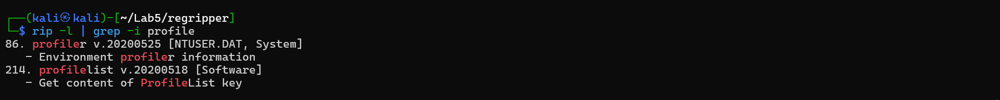 ┌──(kali㉿kali)-[~/Lab5/regripper]
└─$ rip -l | grep -i profile
86. profiler v.20200525 [NTUSER.DAT, System]
   - Environment profiler information
214. profilelist v.20200518 [Software]
   - Get content of ProfileList key